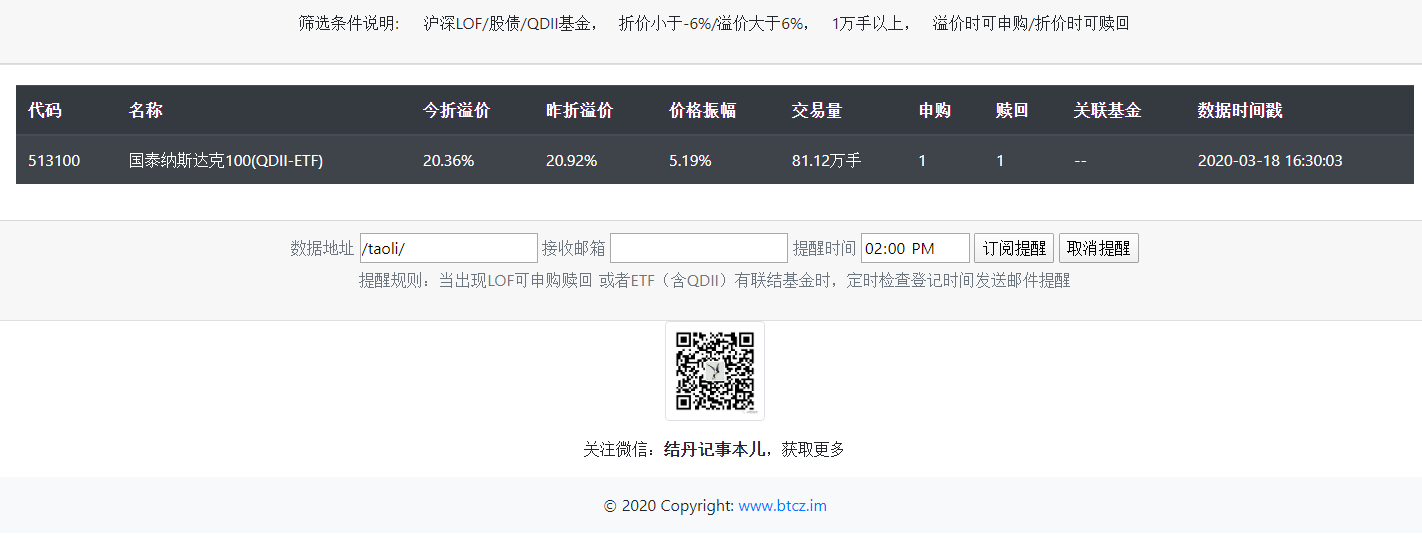 筛选条件说明: 沪深LOF/股债/QDII基金， 折价小于-6%/溢价大于6%， 1万手以上， 溢价时可申购/折价时可赎回
代码 名称 今折溢价 昨折溢价 价格振幅 交易量 申购 赎回 关联基金 数据时间戳
513100 国泰纳斯达克100(QDII-ETF) 20.36% 20.92% 5.19% 81.12万手 1 1 -- 2020-03-18 16:30:03
数据地址 /taoli/ 接收邮箱 提醒时间 02:00 PM 订阅提醒 取消提醒
提醒规则：当出现LOF可申购赎回 或者ETF（含QDII）有联结基金时，定时检查登记时间发送邮件提醒
关注微信：结丹记事本儿，获取更多
© 2020 Copyright: www.btcz.im